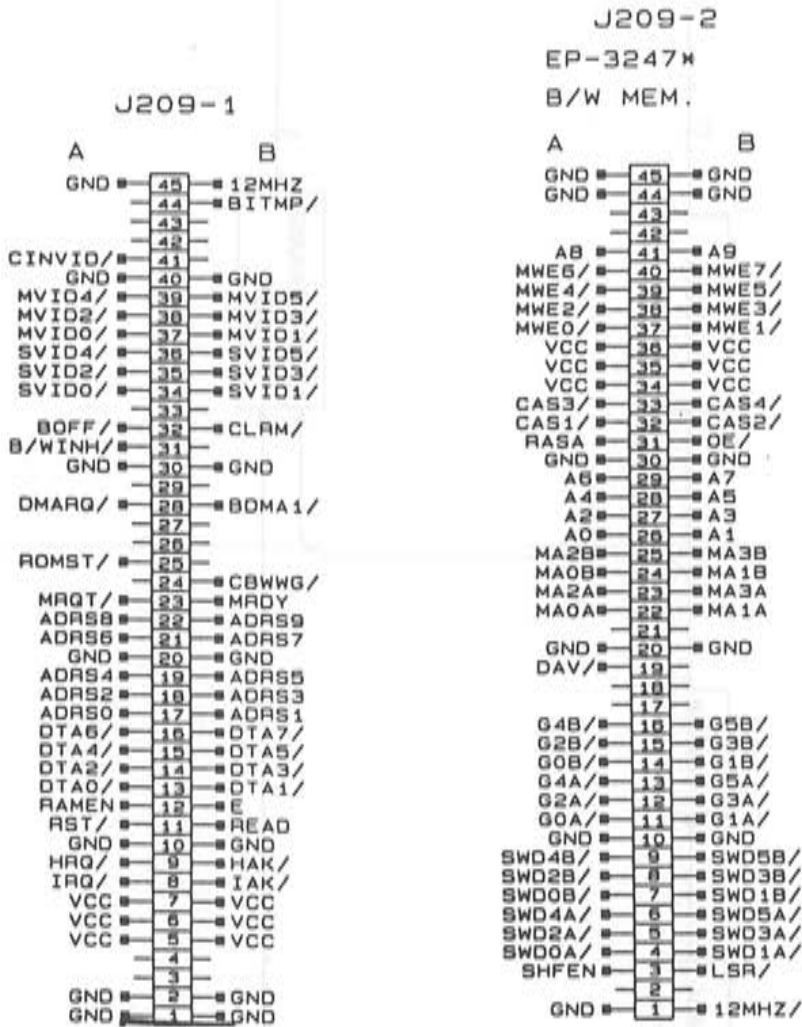 J209-1
A B
GND 45 12MHZ
44 BITMP/
43
42
CINVID/ 41
GND 40 GND
MVID4/ 39 MVID5/
MVID2/ 38 MVID3/
MVID0/ 37 MVID1/
SVID4/ 36 SVID5/
SVID2/ 35 SVID3/
SVID0/ 34 SVID1/
33
BOFF/ 32 CLRM/
B/WINH/ 31
GND 30 GND
29
DMARQ/ 28 BDMA1/
27
26
ROMST/ 25
24 CBWWG/
MRQT/ 23 MRDY
ADRS8 22 ADRS9
ADRS6 21 ADRS7
GND 20 GND
ADRS4 19 ADRS5
ADRS2 18 ADRS3
ADRS0 17 ADRS1
DTA6/ 16 DTA7/
DTA4/ 15 DTA5/
DTA2/ 14 DTA3/
DTA0/ 13 DTA1/
RAMEN 12 E
RST/ 11 READ
GND 10 GND
HRQ/ 9 HAK/
IRQ/ 8 IAK/
VCC 7 VCC
VCC 6 VCC
VCC 5 VCC
4
3
GND 2 GND
GND 1 GND
J209-2
EP-3247*
B/W MEM.
A B
GND 45 GND
GND 44 GND
43
42
A8 41 A9
MWE6/ 40 MWE7/
MWE4/ 39 MWE5/
MWE2/ 38 MWE3/
MWE0/ 37 MWE1/
VCC 36 VCC
VCC 35 VCC
VCC 34 VCC
CAS3/ 33 CAS4/
CAS1/ 32 CAS2/
RASA 31 OE/
GND 30 GND
A6 29 A7
A4 28 A5
A2 27 A3
A0 26 A1
MA2B 25 MA3B
MA0B 24 MA1B
MA2A 23 MA3A
MA0A 22 MA1A
21
GND 20 GND
DAV/ 19
18
17
G4B/ 16 G5B/
G2B/ 15 G3B/
G0B/ 14 G1B/
G4A/ 13 G5A/
G2A/ 12 G3A/
G0A/ 11 G1A/
GND 10 GND
SWD4B/ 9 SWD5B/
SWD2B/ 8 SWD3B/
SWD0B/ 7 SWD1B/
SWD4A/ 6 SWD5A/
SWD2A/ 5 SWD3A/
SWD0A/ 4 SWD1A/
SHFEN 3 LSR/
2
GND 1 12MHZ/